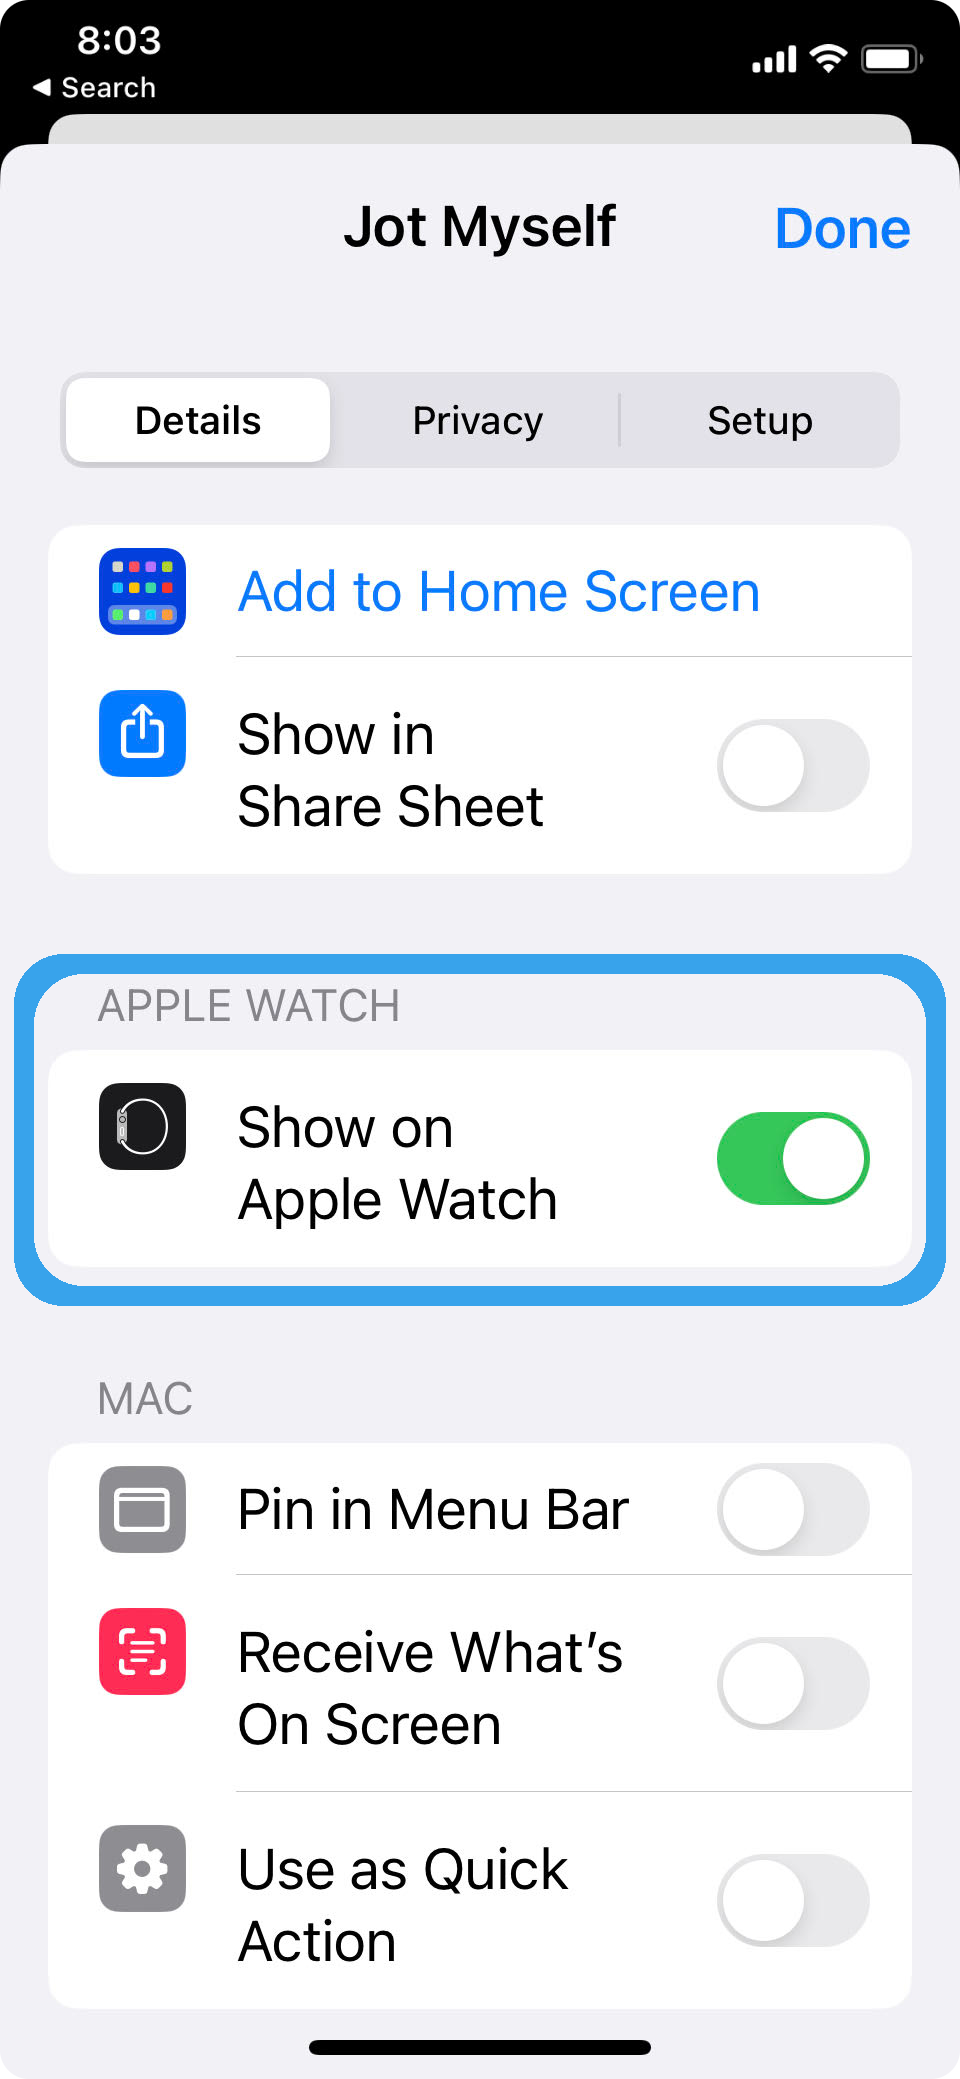 8:03
◀ Search
Jot Myself
Done
Details
Privacy
Setup
Add to Home Screen
Show in
Share Sheet
APPLE WATCH
Show on
Apple Watch
MAC
Pin in Menu Bar
Receive What’s
On Screen
Use as Quick
Action